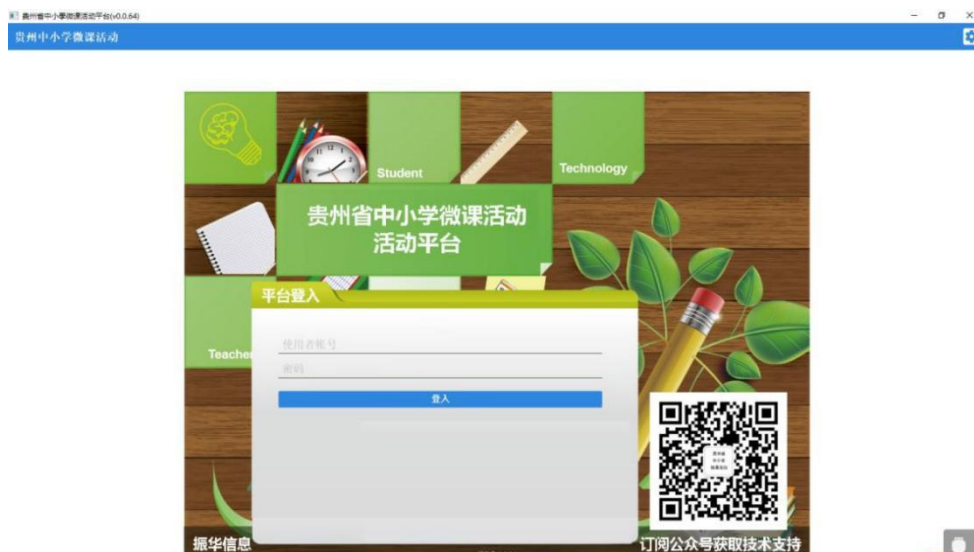 贵州省中小學微课活动平台(v0.0.64)
贵州中小学微课活动
Student
Technology
贵州省中小学微课活动
活动平台
平台登入
Teacher
使用者帐号
密码
登入
振华信息
订阅公众号获取技术支持